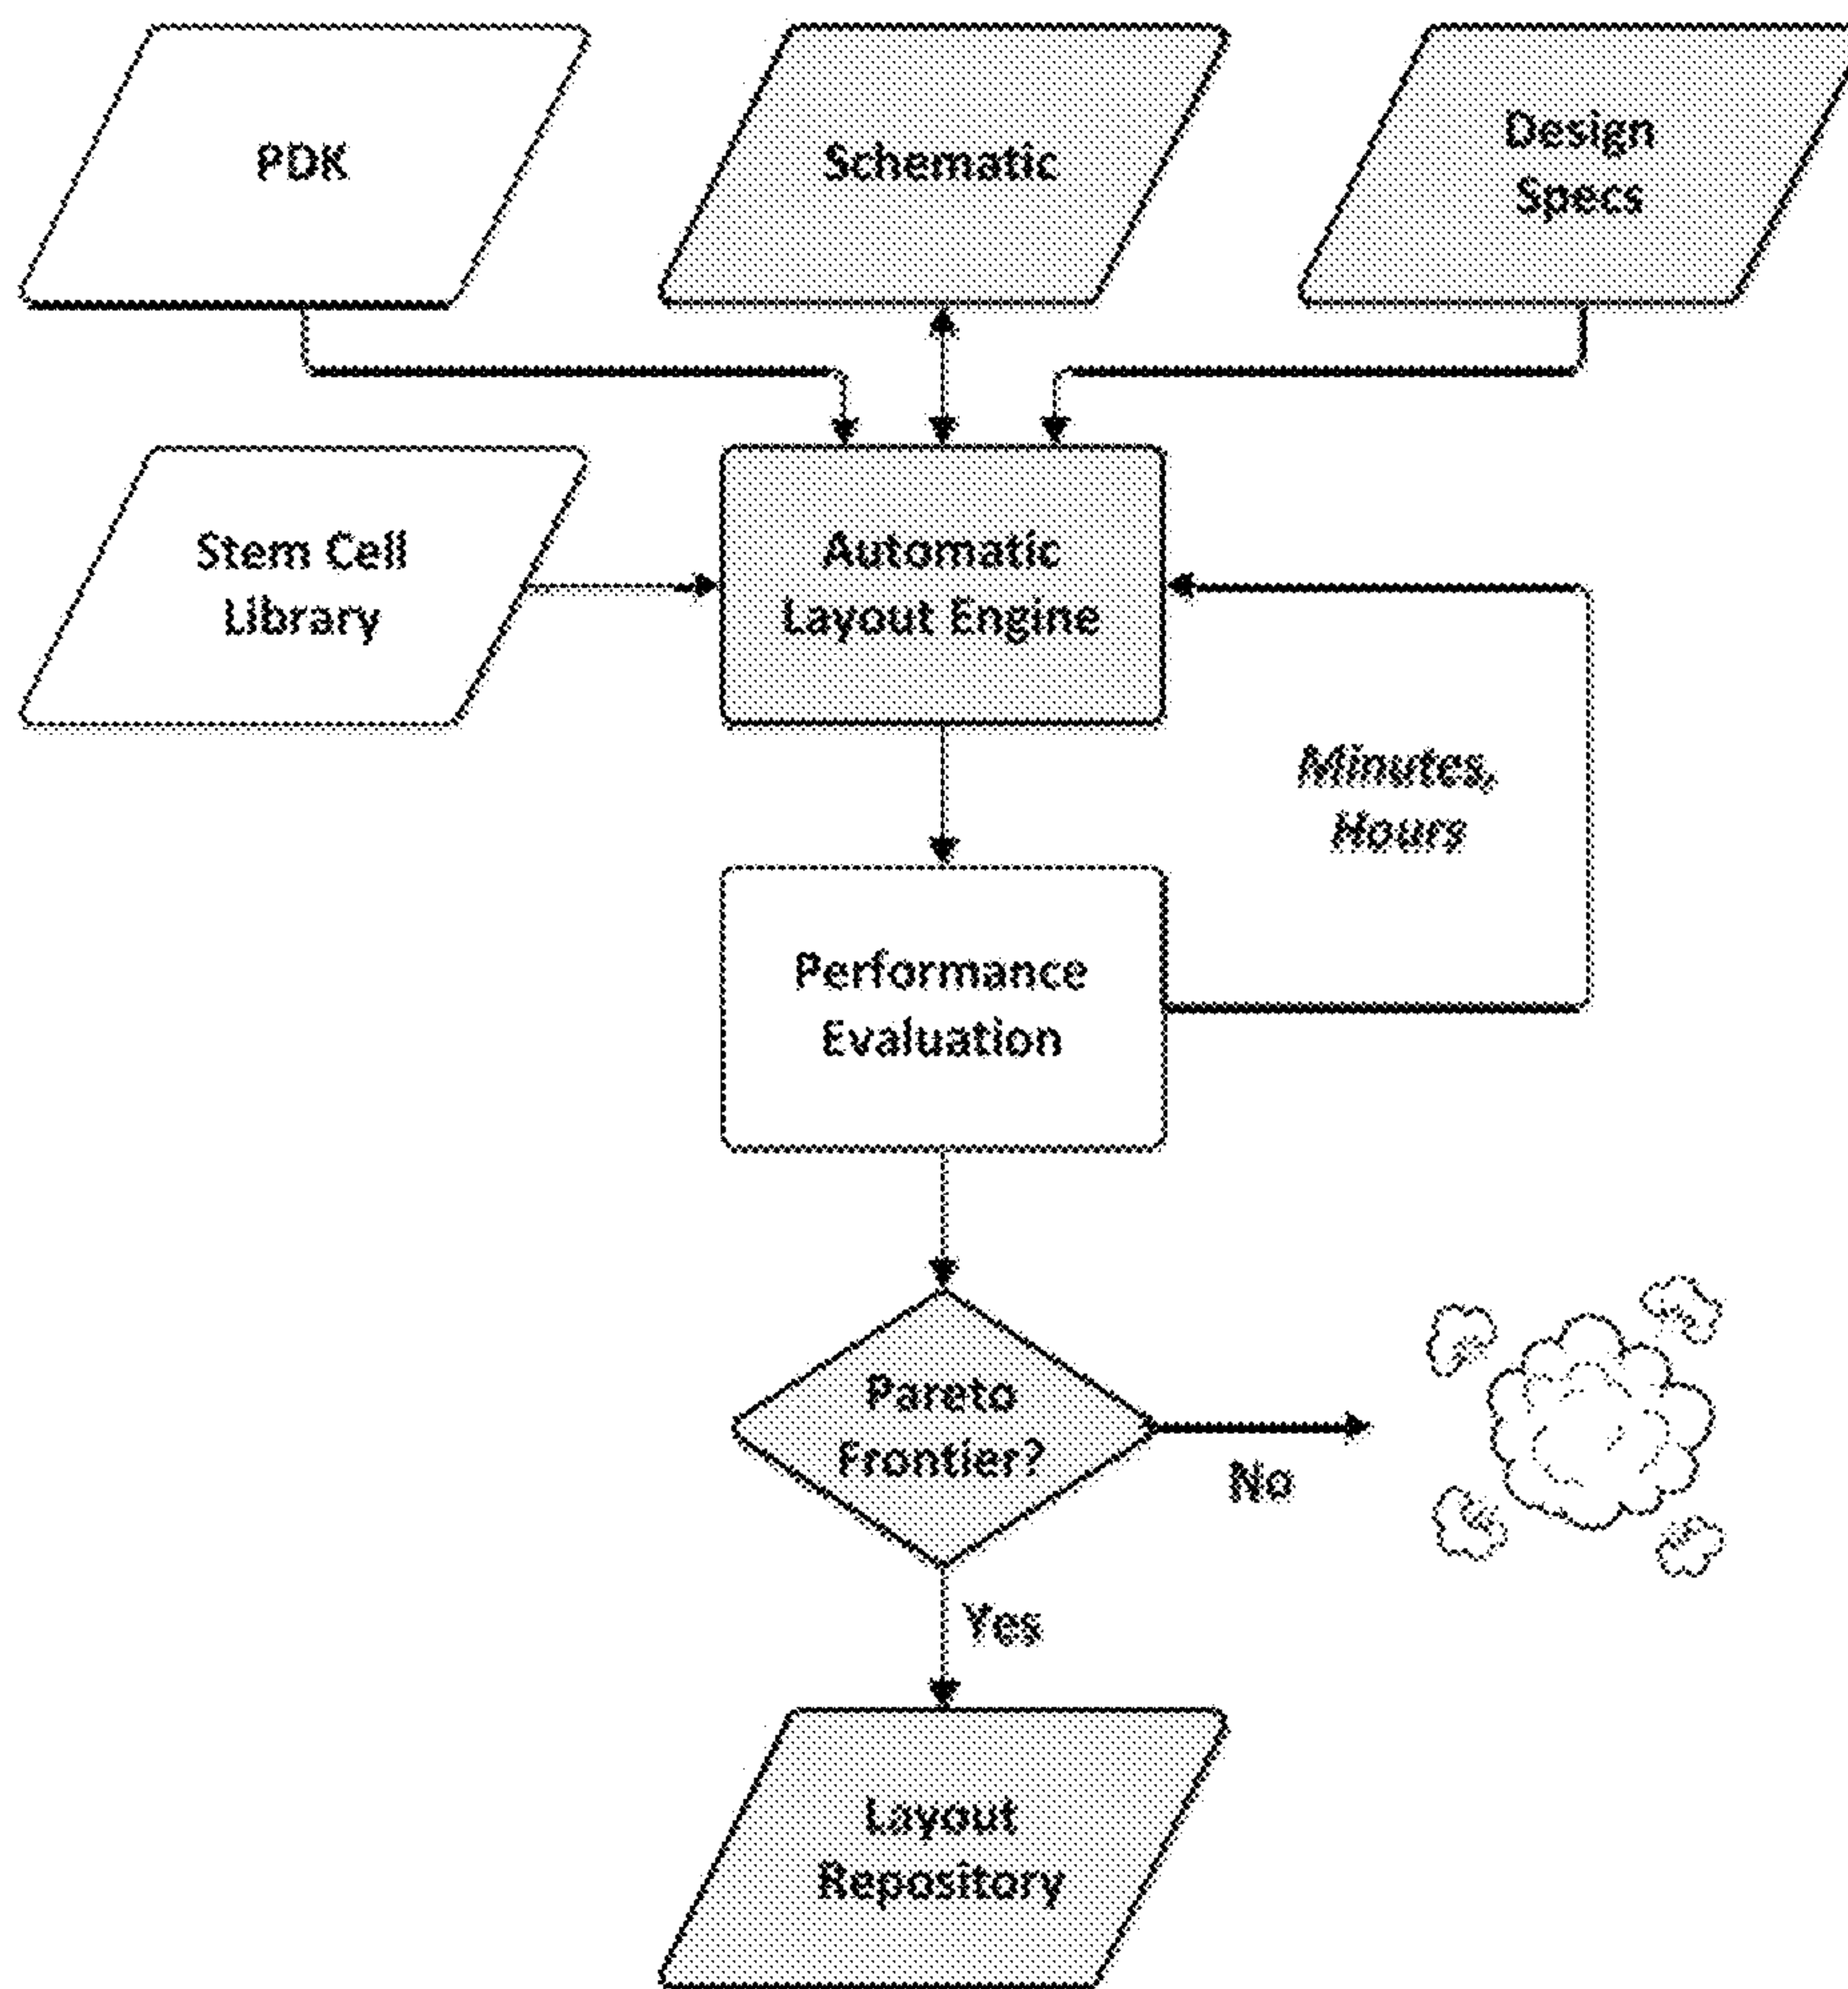 PDK
Schematic
Design
Specs
Stem Cell
Library
Automatic
Layout Engine
Minutes,
Hours
Performance
Evaluation
Pareto
Frontier?
No
Yes
Layout
Repository